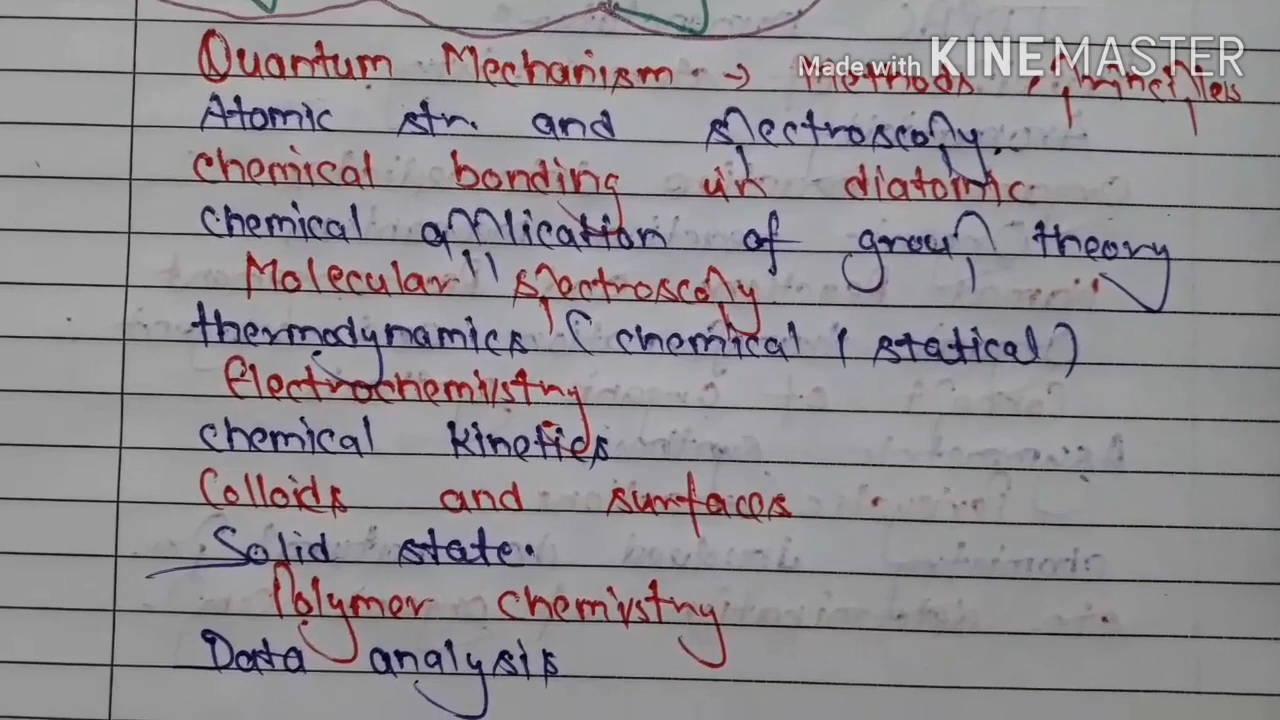 Quantum Mechanism → Methods, principles
Made with KINEMASTER
Atomic str. and spectroscopy.
chemical bonding in diatomic
chemical application of group theory
Molecular spectroscopy
thermodynamics ( chemical ( statical )
Electrochemistry
chemical kinetics
Colloids and surfaces
Solid state.
Polymer chemistry
Data analysis